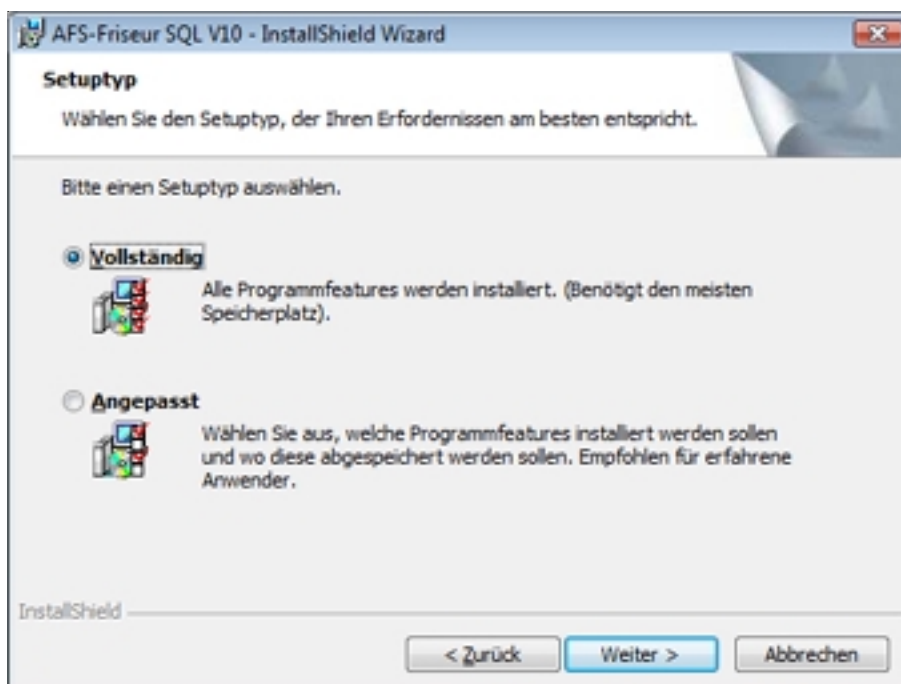 AFS-Friseur SQL V10 - InstallShield Wizard
Setuptyp
Wählen Sie den Setuptyp, der Ihren Erfordernissen am besten entspricht.
Bitte einen Setuptyp auswählen.
Vollständig
Alle Programmfeatures werden installiert. (Benötigt den meisten
Speicherplatz).
Angepasst
Wählen Sie aus, welche Programmfeatures installiert werden sollen
und wo diese abgespeichert werden sollen. Empfohlen für erfahrene
Anwender.
InstallShield
< Zurück Weiter > Abbrechen